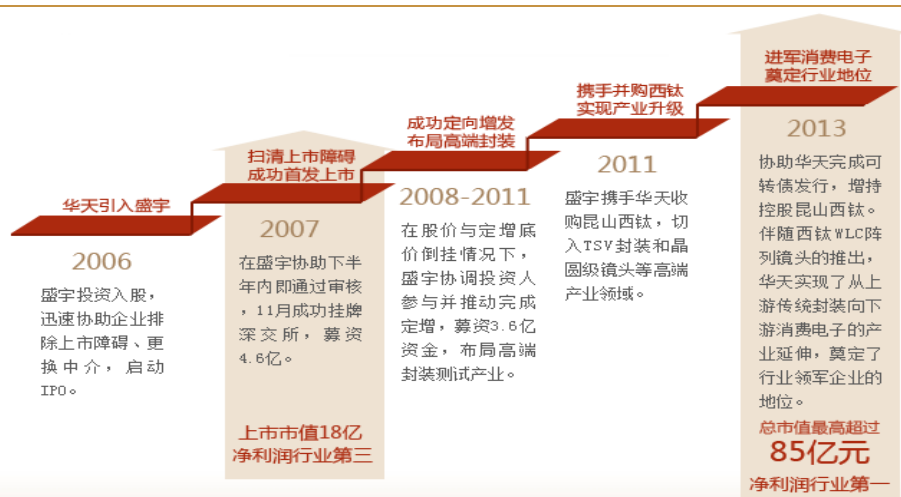 华天引入盛宇
2006
盛宇投资入股，
迅速协助企业排
除上市障碍、更
换中介，启动
IPO。
扫清上市障碍
成功首发上市
2007
在盛宇协助下半
年内即通过审核
，11月成功挂牌
深交所，募资
4.6亿。
上市市值18亿
净利润行业第三
成功定向增发
布局高端封装
2008-2011
在股价与定增底
价倒挂情况下，
盛宇协调投资人
参与并推动完成
定增，募资3.6亿
资金，布局高端
封装测试产业。
携手并购西钛
实现产业升级
2011
盛宇携手华天收
购昆山西钛，切
入TSV封装和晶
圆级镜头等高端
产业领域。
进军消费电子
奠定行业地位
2013
协助华天完成可
转债发行，增持
控股昆山西钛。
伴随西钛WLC阵
列镜头的推出，
华天实现了从上
游传统封装向下
游消费电子的产
业延伸，奠定了
行业领军企业的
地位。
总市值最高超过
85亿元
净利润行业第一